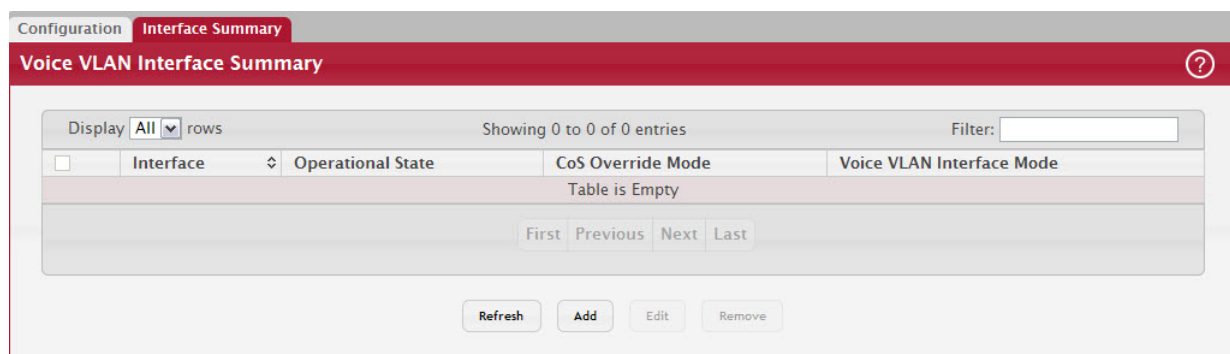 Configuration Interface Summary
Voice VLAN Interface Summary ?
Display All rows Showing 0 to 0 of 0 entries Filter:
Interface Operational State CoS Override Mode Voice VLAN Interface Mode
Table is Empty
First Previous Next Last
Refresh Add Edit Remove